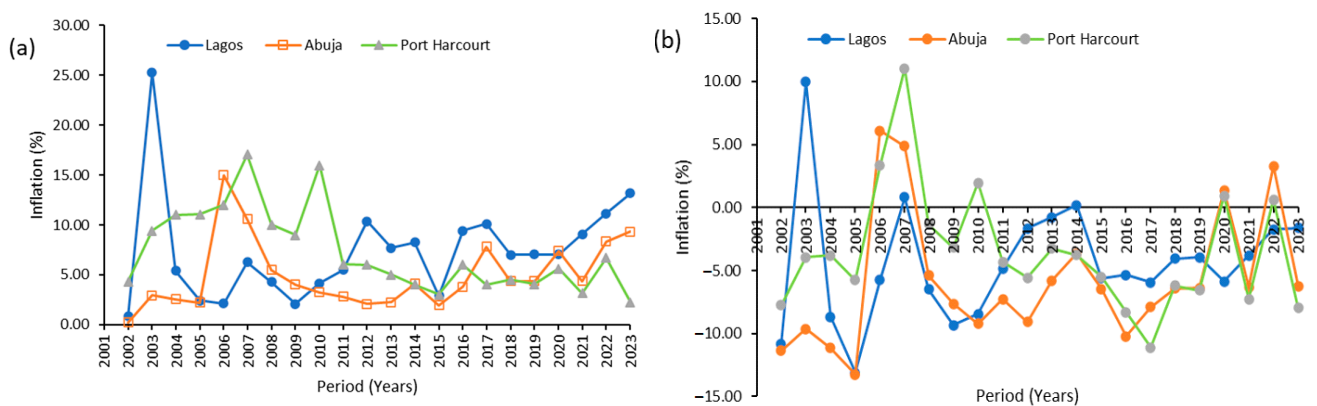 (a)
Lagos Abuja Port Harcourt
30.00
25.00
20.00
15.00
10.00
5.00
0.00
Inflation (%)
2001 2002 2003 2004 2005 2006 2007 2008 2009 2010 2011 2012 2013 2014 2015 2016 2017 2018 2019 2020 2021 2022 2023
Period (Years)
(b)
Lagos Abuja Port Harcourt
15.00
10.00
5.00
0.00
−5.00
−10.00
−15.00
Inflation (%)
2001 2002 2003 2004 2005 2006 2007 2008 2009 2010 2011 2012 2013 2014 2015 2016 2017 2018 2019 2020 2021 2022 2023
Period (Years)